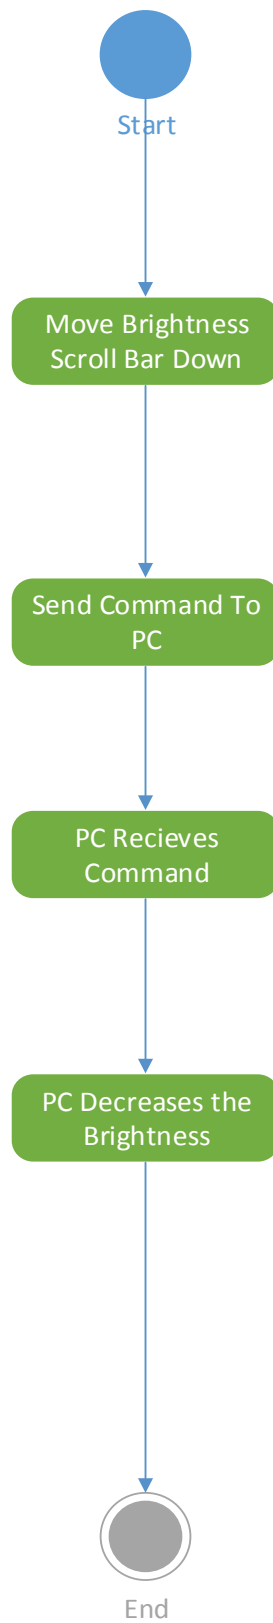 Start
Move Brightness
Scroll Bar Down
Send Command To
PC
PC Recieves
Command
PC Decreases the
Brightness
End